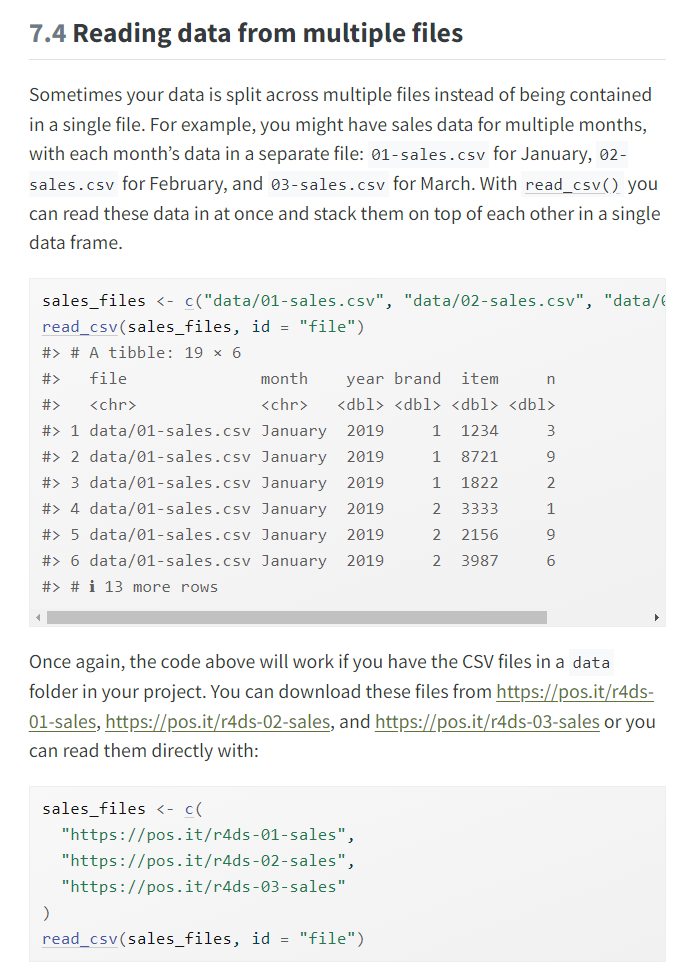 7.4 Reading data from multiple files
Sometimes your data is split across multiple files instead of being contained
in a single file. For example, you might have sales data for multiple months,
with each month’s data in a separate file: 01-sales.csv for January, 02-
sales.csv for February, and 03-sales.csv for March. With read_csv() you
can read these data in at once and stack them on top of each other in a single
data frame.
sales_files <- c("data/01-sales.csv", "data/02-sales.csv", "data/
read_csv(sales_files, id = "file")
#> # A tibble: 19 × 6
#>   file              month    year brand  item     n
#>   <chr>             <chr>   <dbl> <dbl> <dbl> <dbl>
#> 1 data/01-sales.csv January  2019     1  1234     3
#> 2 data/01-sales.csv January  2019     1  8721     9
#> 3 data/01-sales.csv January  2019     1  1822     2
#> 4 data/01-sales.csv January  2019     2  3333     1
#> 5 data/01-sales.csv January  2019     2  2156     9
#> 6 data/01-sales.csv January  2019     2  3987     6
#> # ℹ 13 more rows
Once again, the code above will work if you have the CSV files in a data
folder in your project. You can download these files from https://pos.it/r4ds-
01-sales, https://pos.it/r4ds-02-sales, and https://pos.it/r4ds-03-sales or you
can read them directly with:
sales_files <- c(
  "https://pos.it/r4ds-01-sales",
  "https://pos.it/r4ds-02-sales",
  "https://pos.it/r4ds-03-sales"
)
read_csv(sales_files, id = "file")